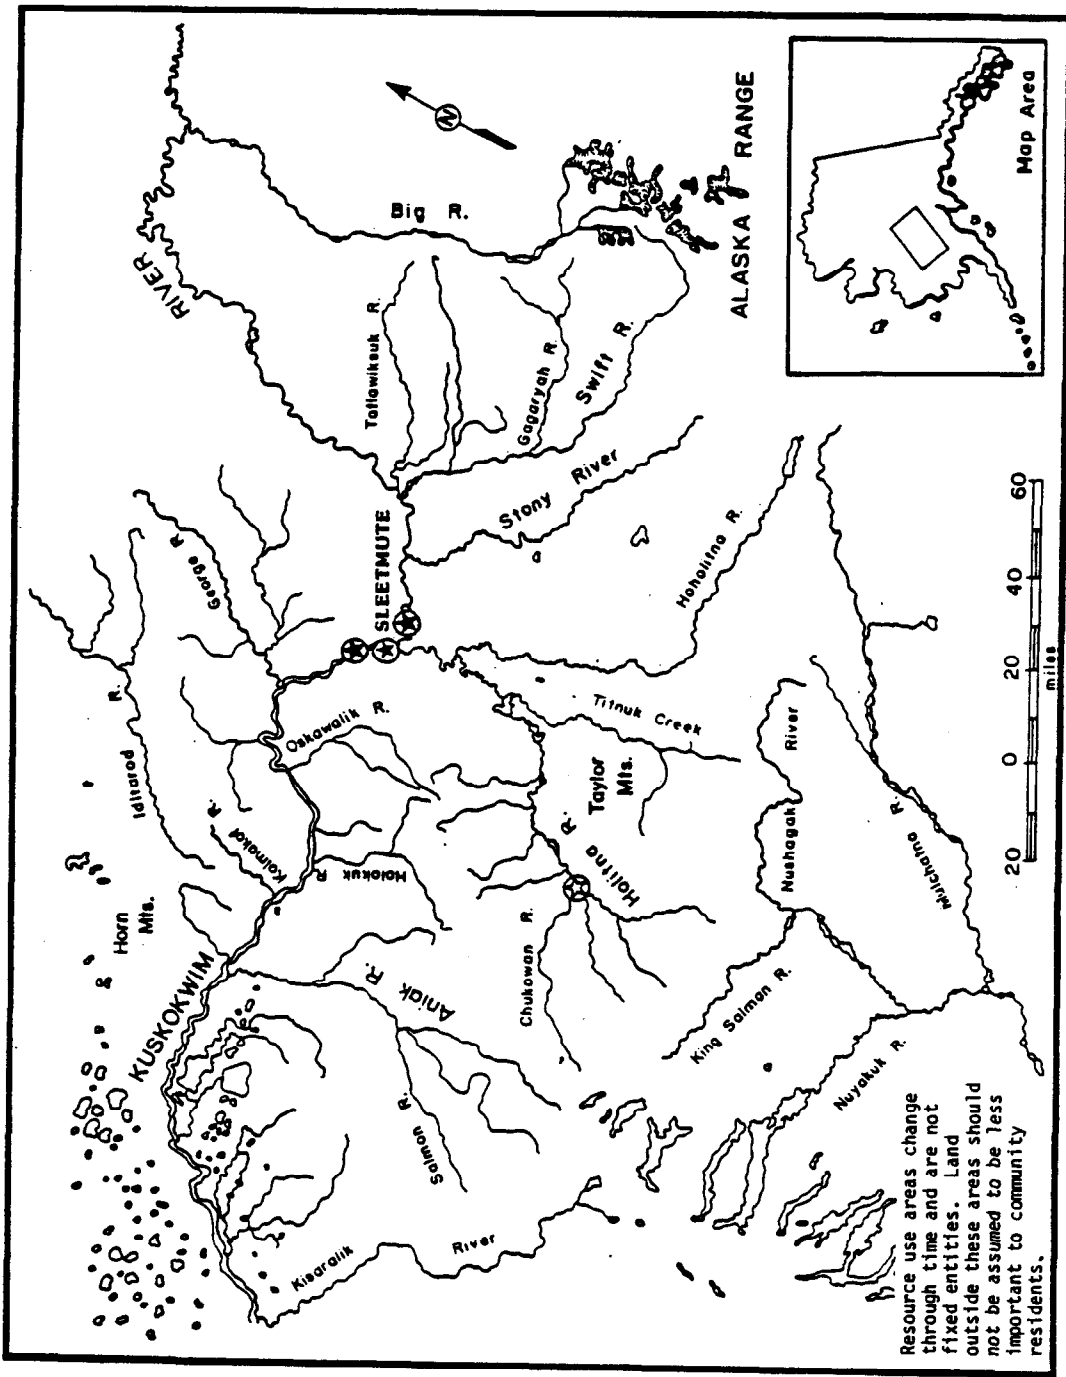 KUSKOKWIM
RIVER
Horn
Mts.
Iditarod R.
George R.
Kolmakof R.
Oskawalik R.
Holokuk R.
Aniak R.
Salmon R.
Kisaralik River
SLEETMUTE
Tatlawiksuk R.
Big R.
Gagaryah R.
Swift R.
Stony River
Hoholitna R.
Titnuk Creek
Taylor
Mts.
Holitna R.
Chukowan R.
Nushagak River
King Salmon R.
Nuyakuk R.
Mulchatna R.
N
ALASKA RANGE
Map Area
20 0 20 40 60
miles
Resource use areas change
through time and are not
fixed entities. Land
outside these areas should
not be assumed to be less
important to community
residents.